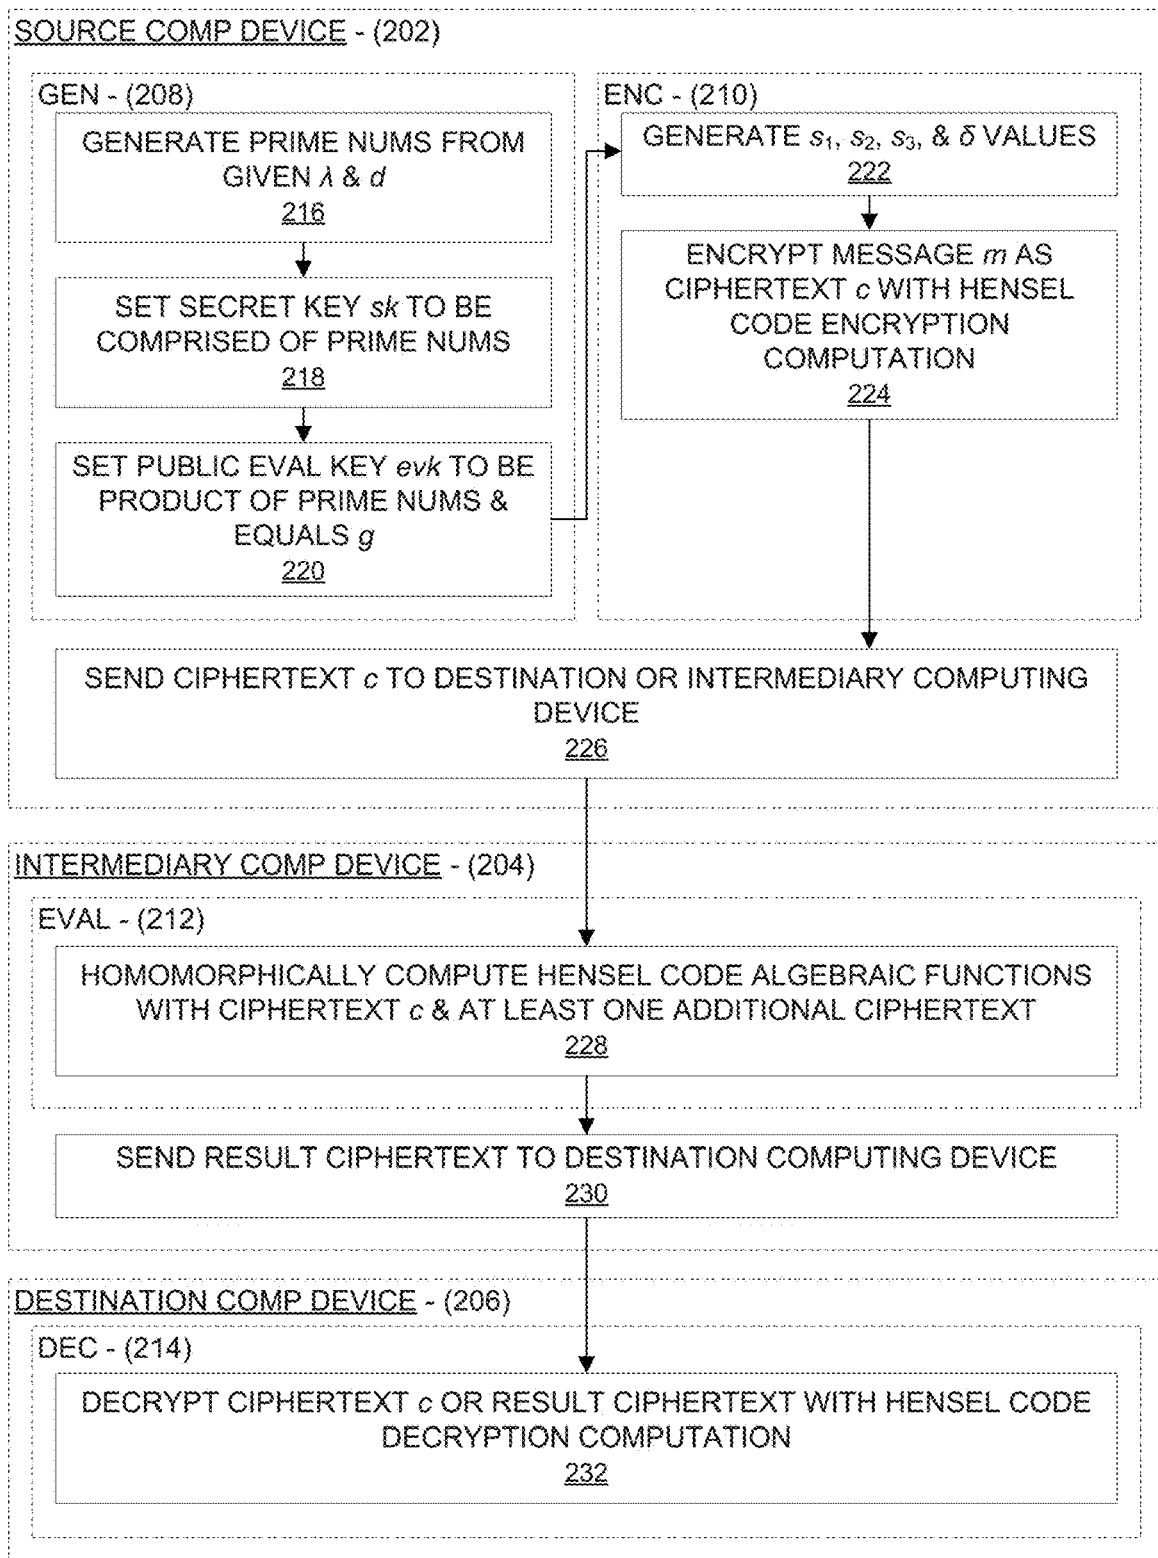 SOURCE COMP DEVICE - (202)
GEN - (208)
GENERATE PRIME NUMS FROM
GIVEN λ & d
216
SET SECRET KEY sk TO BE
COMPRISED OF PRIME NUMS
218
SET PUBLIC EVAL KEY evk TO BE
PRODUCT OF PRIME NUMS &
EQUALS g
220
ENC - (210)
GENERATE s₁, s₂, s₃, & δ VALUES
222
ENCRYPT MESSAGE m AS
CIPHERTEXT c WITH HENSEL
CODE ENCRYPTION
COMPUTATION
224
SEND CIPHERTEXT c TO DESTINATION OR INTERMEDIARY COMPUTING
DEVICE
226
INTERMEDIARY COMP DEVICE - (204)
EVAL - (212)
HOMOMORPHICALLY COMPUTE HENSEL CODE ALGEBRAIC FUNCTIONS
WITH CIPHERTEXT c & AT LEAST ONE ADDITIONAL CIPHERTEXT
228
SEND RESULT CIPHERTEXT TO DESTINATION COMPUTING DEVICE
230
DESTINATION COMP DEVICE - (206)
DEC - (214)
DECRYPT CIPHERTEXT c OR RESULT CIPHERTEXT WITH HENSEL CODE
DECRYPTION COMPUTATION
232